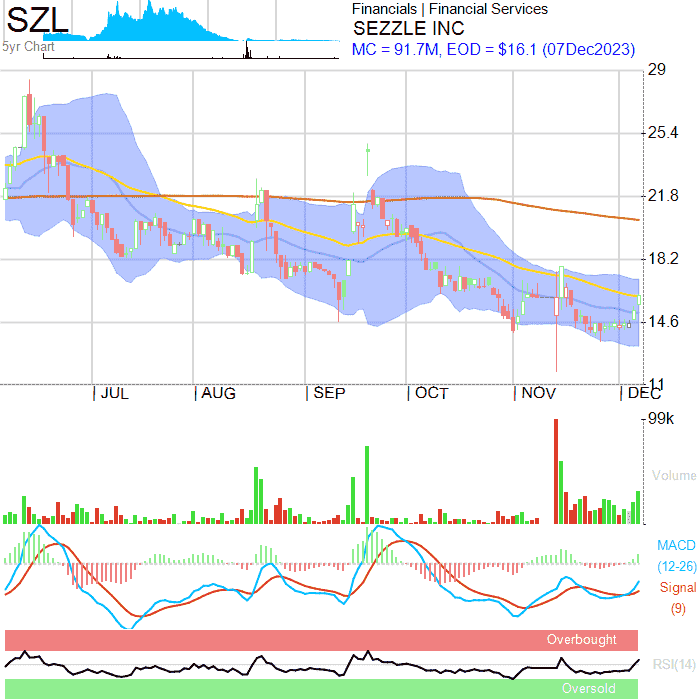 SZL
Financials | Financial Services
SEZZLE INC
5yr Chart
MC = 91.7M, EOD = $16.1 (07Dec2023)
29
25.4
21.8
18.2
14.6
11
JUL AUG SEP OCT NOV DEC
99k
Volume
MACD
(12-26)
Signal
(9)
Overbought
RSI(14)
Oversold